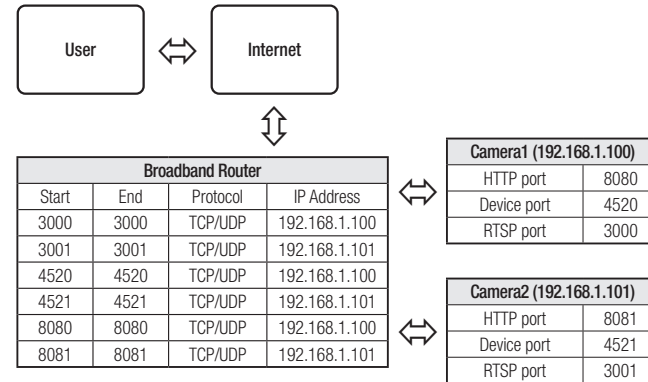 User
Internet
Broadband Router
Start End Protocol IP Address
3000 3000 TCP/UDP 192.168.1.100
3001 3001 TCP/UDP 192.168.1.101
4520 4520 TCP/UDP 192.168.1.100
4521 4521 TCP/UDP 192.168.1.101
8080 8080 TCP/UDP 192.168.1.100
8081 8081 TCP/UDP 192.168.1.101
Camera1 (192.168.1.100)
HTTP port 8080
Device port 4520
RTSP port 3000
Camera2 (192.168.1.101)
HTTP port 8081
Device port 4521
RTSP port 3001